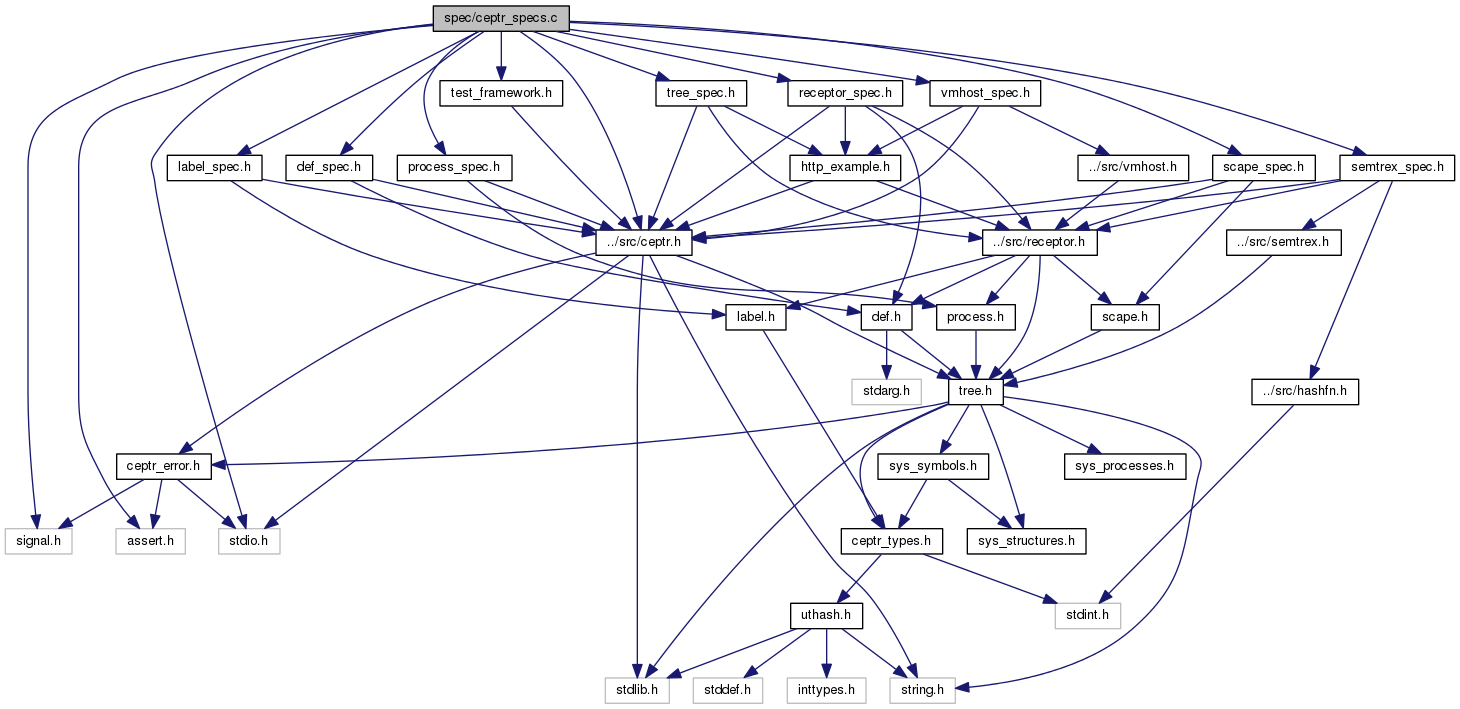 spec/ceptr_specs.c
test_framework.h
tree_spec.h
receptor_spec.h
vmhost_spec.h
label_spec.h
def_spec.h
process_spec.h
http_example.h
../src/vmhost.h
scape_spec.h
semtrex_spec.h
../src/ceptr.h
../src/receptor.h
../src/semtrex.h
label.h
def.h
process.h
scape.h
stdarg.h
tree.h
../src/hashfn.h
ceptr_error.h
sys_symbols.h
sys_processes.h
signal.h
assert.h
stdio.h
ceptr_types.h
sys_structures.h
uthash.h
stdint.h
stdlib.h
stddef.h
inttypes.h
string.h